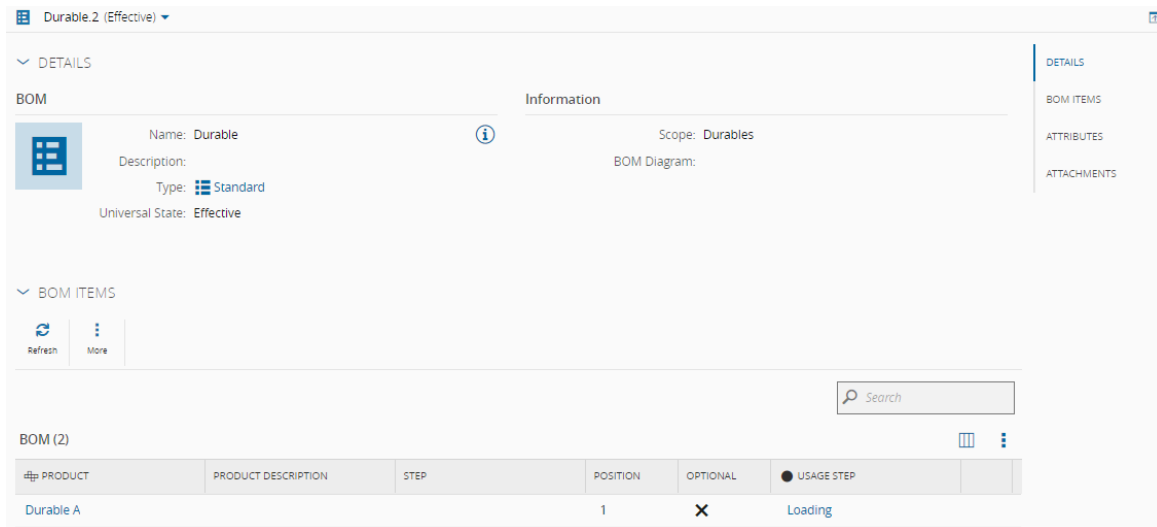 Durable.2 (Effective)
DETAILS
BOM
Name: Durable
Description:
Type: Standard
Universal State: Effective
Information
Scope: Durables
BOM Diagram:
DETAILS
BOM ITEMS
ATTRIBUTES
ATTACHMENTS
BOM ITEMS
Refresh More
Search
BOM (2)
PRODUCT PRODUCT DESCRIPTION STEP POSITION OPTIONAL USAGE STEP
Durable A 1 Loading